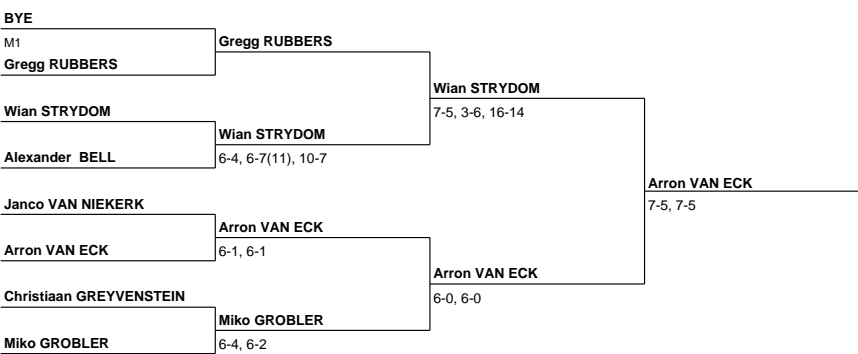 BYE
M1
Gregg RUBBERS
Gregg RUBBERS
Wian STRYDOM
7-5, 3-6, 16-14
Wian STRYDOM
Wian STRYDOM
6-4, 6-7(11), 10-7
Alexander BELL
Arron VAN ECK
7-5, 7-5
Janco VAN NIEKERK
Arron VAN ECK
6-1, 6-1
Arron VAN ECK
Arron VAN ECK
6-0, 6-0
Christiaan GREYVENSTEIN
Miko GROBLER
6-4, 6-2
Miko GROBLER